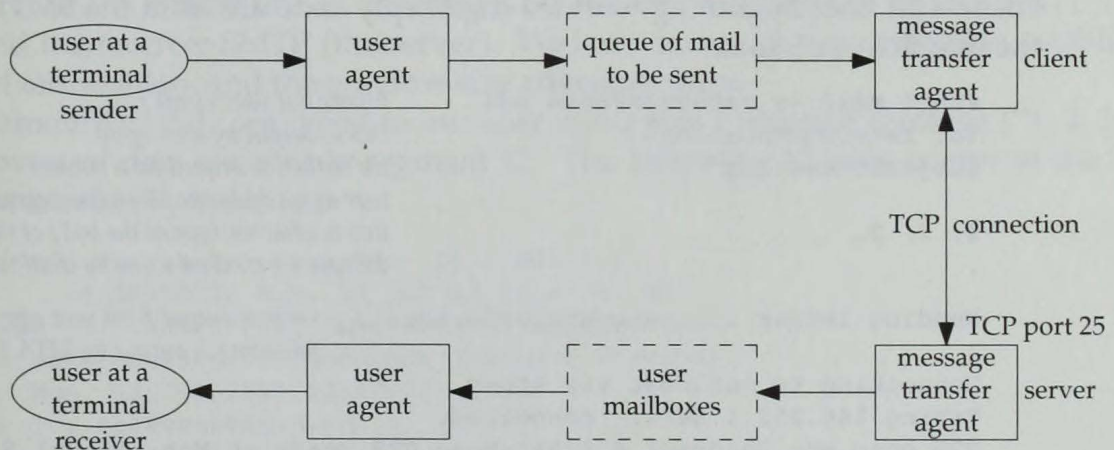 user at a
terminal
sender
user
agent
queue of mail
to be sent
message
transfer
agent
client
TCP connection
TCP port 25
user at a
terminal
receiver
user
agent
user
mailboxes
message
transfer
agent
server